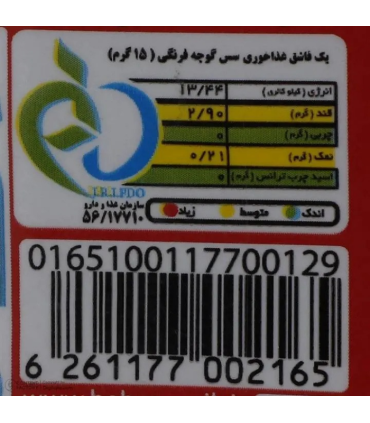 یک قاشق غذاخوری سس گوجه فرنگی ( ۱۵ گرم)
انرژی ( کیلو کالری) ۱۳/۴۴
قند ( گرم) ۲/۹۰
چربی ( گرم) ۰
نمک ( گرم) ۰/۲۱
اسید چرب ترانس ( گرم) ۰
I.R.I.FDO
سازمان غذا و دارو
۵۶/۱۷۷۱۰
اندک متوسط زیاد
0165100117700129
6 261177 002165